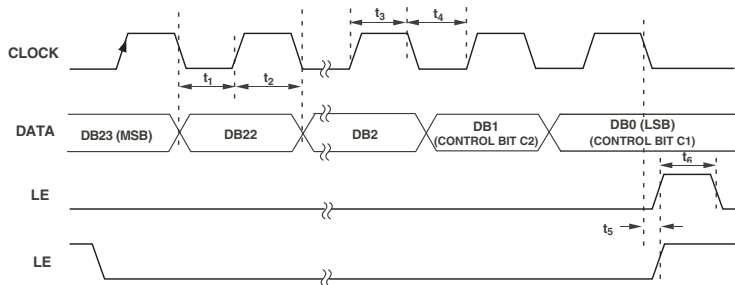 t3 t4
CLOCK
t1 t2
DATA DB23 (MSB) DB22 DB2 DB1 (CONTROL BIT C2) DB0 (LSB) (CONTROL BIT C1)
t6
LE
t5
LE